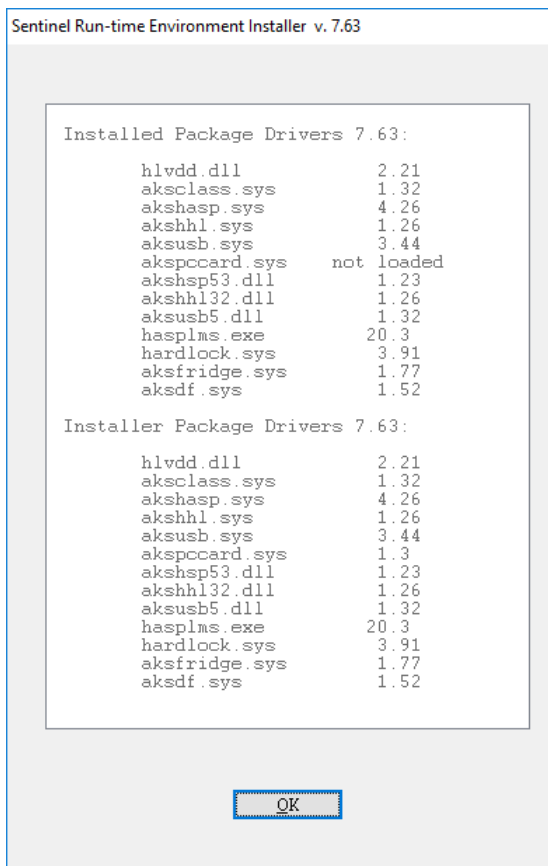 Sentinel Run-time Environment Installer v. 7.63
Installed Package Drivers 7.63:
hlvdd.dll 2.21
aksclass.sys 1.32
akshasp.sys 4.26
akshhl.sys 1.26
aksusb.sys 3.44
akspccard.sys not loaded
akshsp53.dll 1.23
akshhl32.dll 1.26
aksusb5.dll 1.32
hasplms.exe 20.3
hardlock.sys 3.91
aksfridge.sys 1.77
aksdf.sys 1.52
Installer Package Drivers 7.63:
hlvdd.dll 2.21
aksclass.sys 1.32
akshasp.sys 4.26
akshhl.sys 1.26
aksusb.sys 3.44
akspccard.sys 1.3
akshsp53.dll 1.23
akshhl32.dll 1.26
aksusb5.dll 1.32
hasplms.exe 20.3
hardlock.sys 3.91
aksfridge.sys 1.77
aksdf.sys 1.52
OK